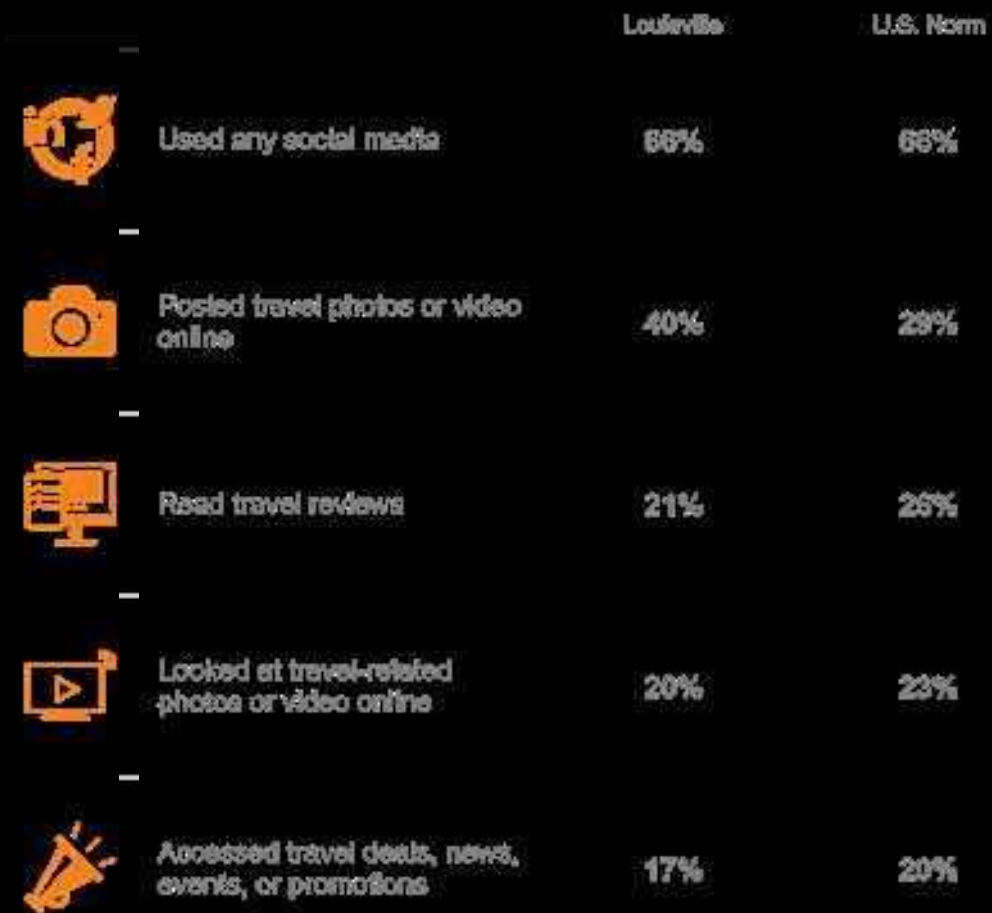 Louisville U.S. Norm
Used any social media 66% 66%
Posted travel photos or video
online
40% 29%
Read travel reviews 21% 26%
Looked at travel-related
photos or video online
20% 23%
Accessed travel deals, news,
events, or promotions
17% 20%